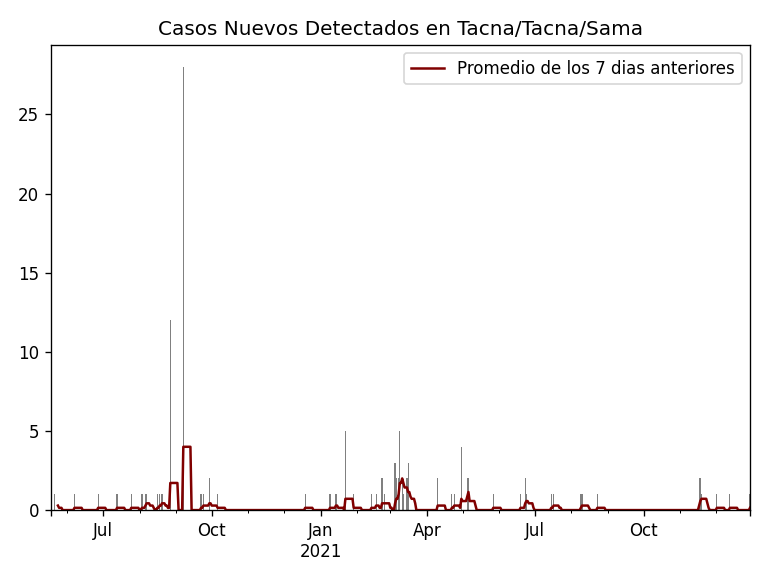 Casos Nuevos Detectados en Tacna/Tacna/Sama
Promedio de los 7 dias anteriores
25
20
15
10
5
0
Jul
Oct
Jan
2021
Apr
Jul
Oct